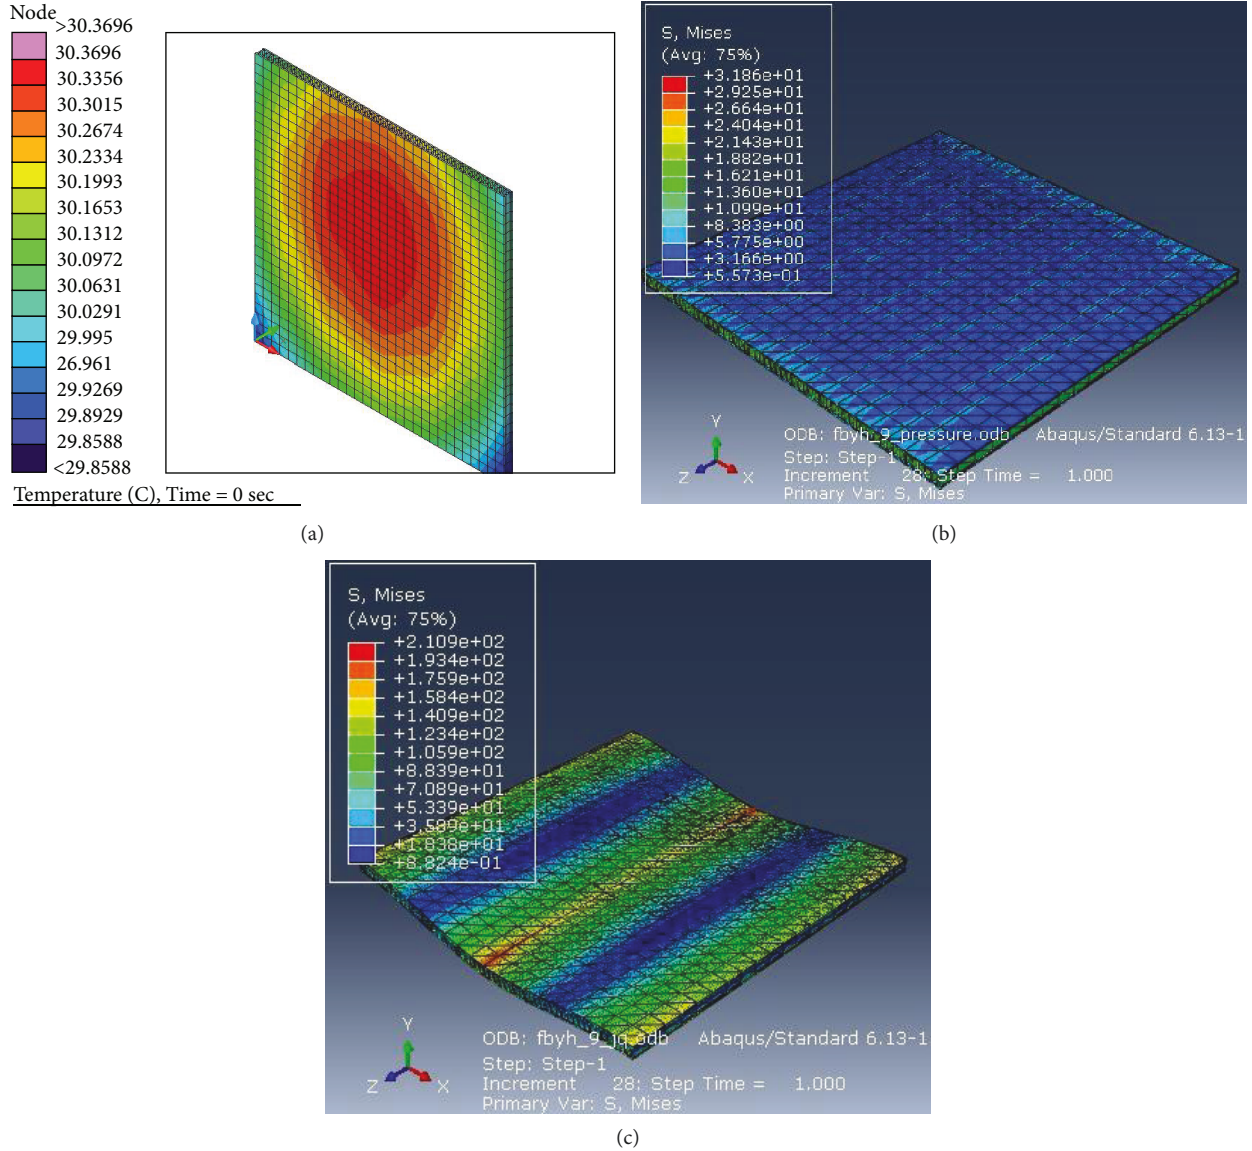 Node
>30.3696
30.3696
30.3356
30.3015
30.2674
30.2334
30.1993
30.1653
30.1312
30.0972
30.0631
30.0291
29.995
26.961
29.9269
29.8929
29.8588
<29.8588
Temperature (C), Time = 0 sec
(a)
S, Mises
(Avg: 75%)
+3.186e+01
+2.925e+01
+2.664e+01
+2.404e+01
+2.143e+01
+1.882e+01
+1.621e+01
+1.360e+01
+1.099e+01
+8.383e+00
+5.775e+00
+3.166e+00
+5.573e-01
Y
Z X
ODB: fbyh_9_pressure.odb Abaqus/Standard 6.13-1
Step: Step-1
Increment 28: Step Time = 1.000
Primary Var: S, Mises
(b)
S, Mises
(Avg: 75%)
+2.109e+02
+1.934e+02
+1.759e+02
+1.584e+02
+1.409e+02
+1.234e+02
+1.059e+02
+8.839e+01
+7.089e+01
+5.339e+01
+3.589e+01
+1.838e+01
+8.824e-01
Y
Z X
ODB: fbyh_9_jq.odb Abaqus/Standard 6.13-1
Step: Step-1
Increment 28: Step Time = 1.000
Primary Var: S, Mises
(c)